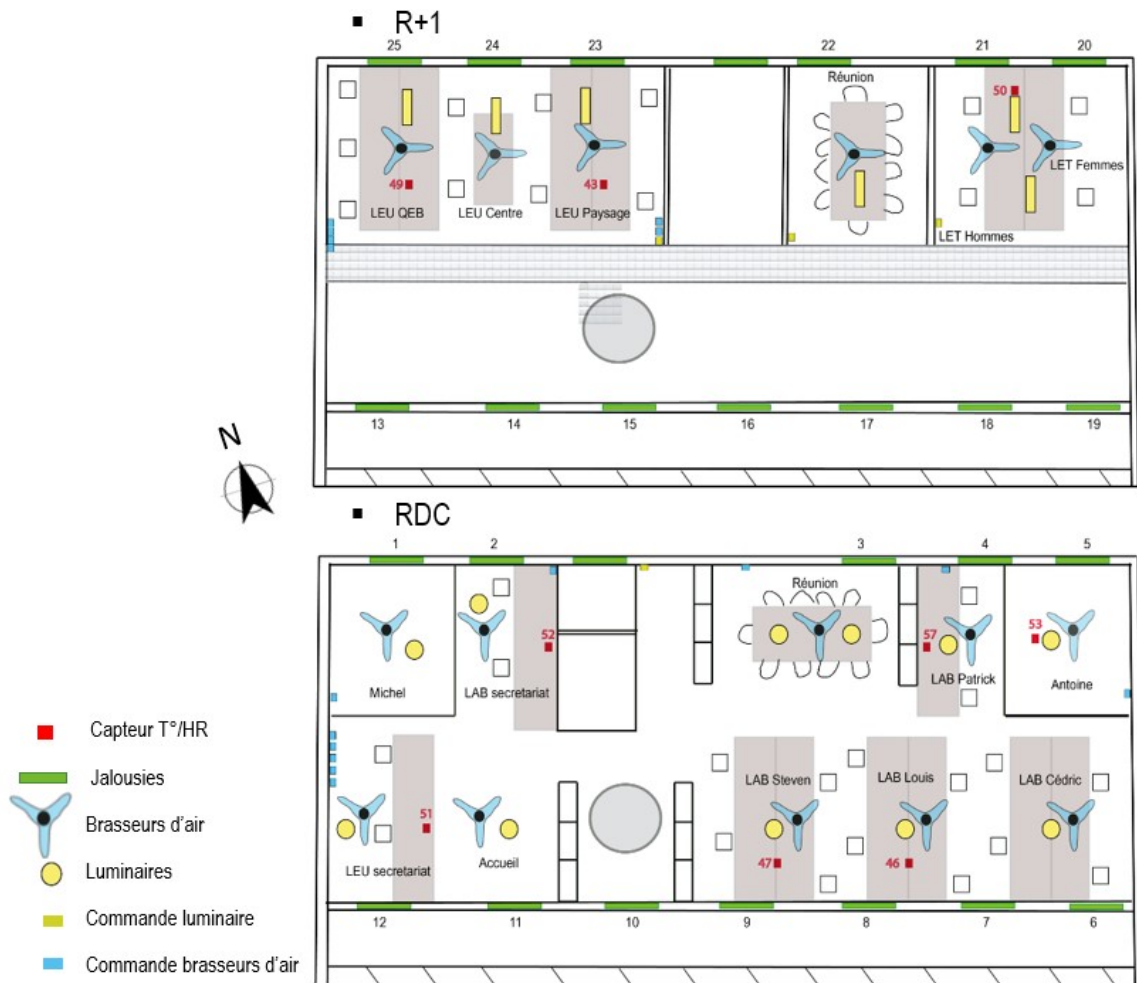 ▪ R+1
25 24 23 22 21 20
Réunion
50
LET Femmes
49
43
LEU QEB
LEU Centre
LEU Paysage
LET Hommes
13 14 15 16 17 18 19
N
▪ RDC
1 2 3 4 5
Réunion
52
57
53
Michel
LAB secretariat
LAB Patrick
Antoine
LAB Steven
LAB Louis
LAB Cédric
51
LEU secretariat
Accueil
47
46
12 11 10 9 8 7 6
Capteur T°/HR
Jalousies
Brasseurs d'air
Luminaires
Commande luminaire
Commande brasseurs d'air